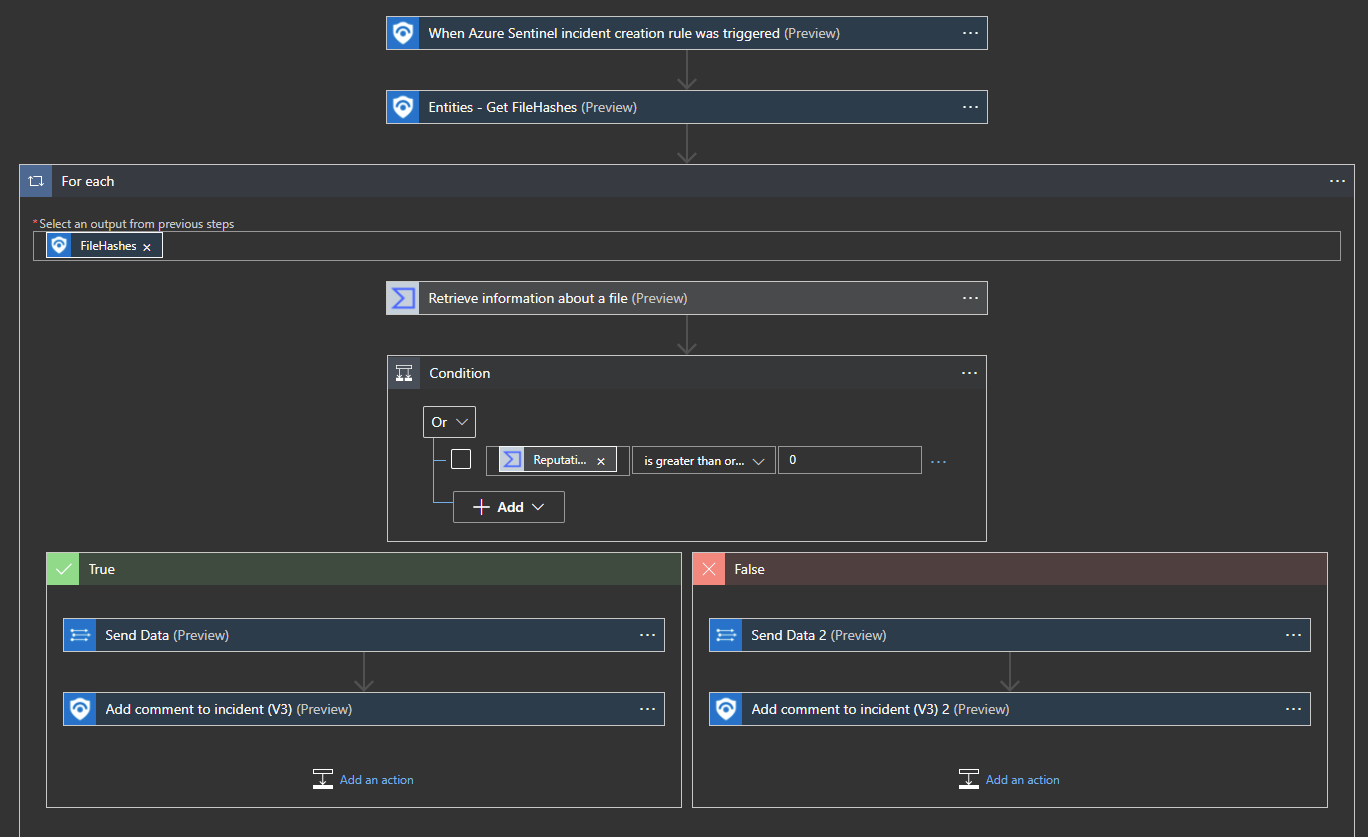 When Azure Sentinel incident creation rule was triggered (Preview)
Entities - Get FileHashes (Preview)
For each
*Select an output from previous steps
FileHashes
Retrieve information about a file (Preview)
Condition
Or
Reputati... is greater than or... 0
Add
True
False
Send Data (Preview)
Send Data 2 (Preview)
Add comment to incident (V3) (Preview)
Add comment to incident (V3) 2 (Preview)
Add an action
Add an action